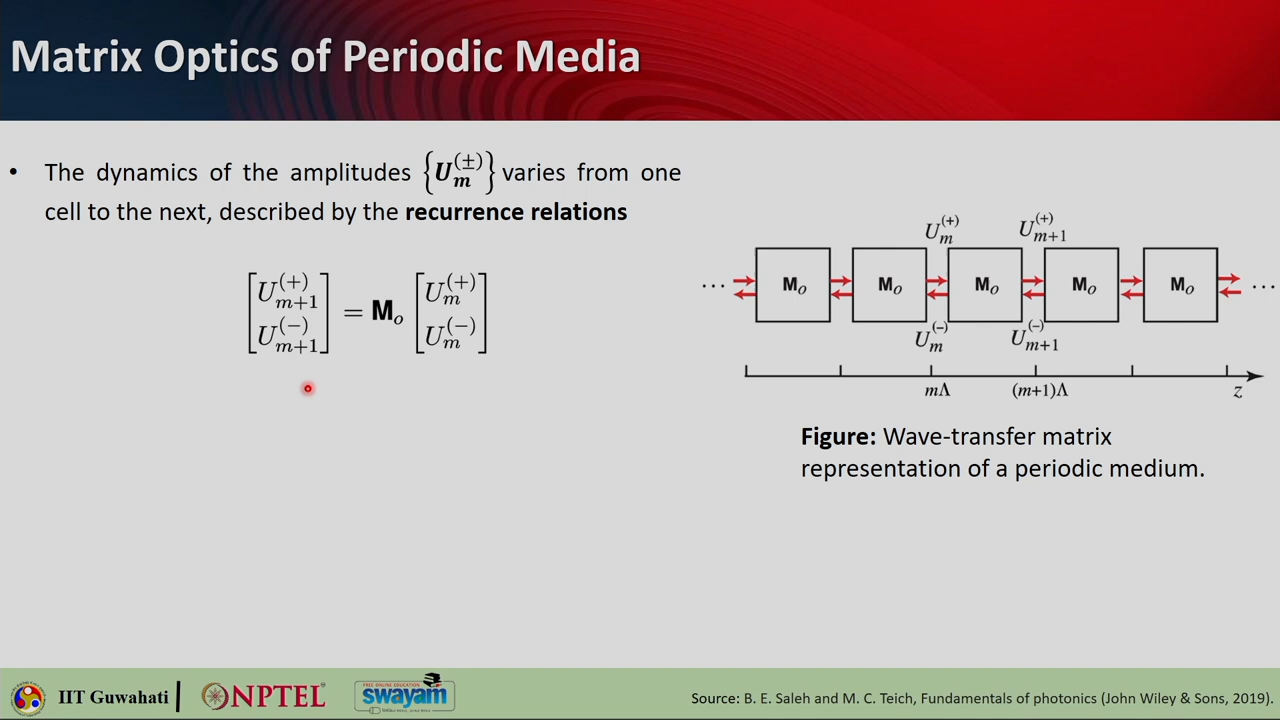 Matrix Optics of Periodic Media
• The dynamics of the amplitudes {U_m^(±)} varies from one
cell to the next, described by the recurrence relations
[U_{m+1}^(+) U_{m+1}^(-)] = M_o [U_m^(+) U_m^(-)]
U_m^(+) U_{m+1}^(+)
... M_o M_o M_o M_o M_o ...
U_m^(-) U_{m+1}^(-)
mΛ (m+1)Λ z
Figure: Wave-transfer matrix
representation of a periodic medium.
IIT Guwahati
NPTEL
FREE ONLINE EDUCATION
swayam
Source: B. E. Saleh and M. C. Teich, Fundamentals of photonics (John Wiley & Sons, 2019).